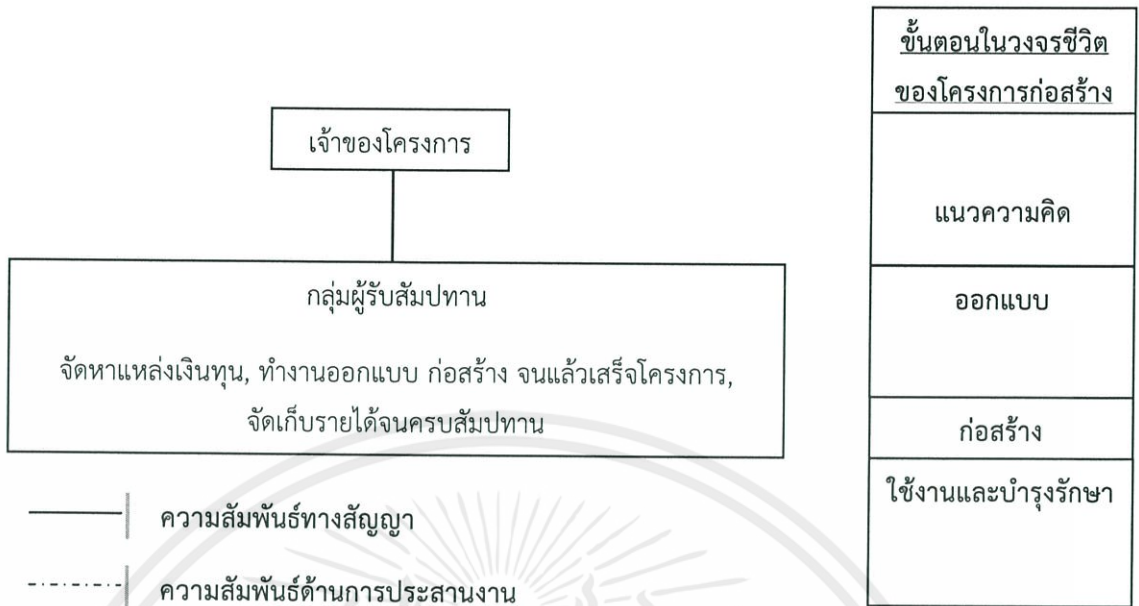 ขั้นตอนในวงจรชีวิต
ของโครงการก่อสร้าง
เจ้าของโครงการ
แนวความคิด
กลุ่มผู้รับสัมปทาน
ออกแบบ
จัดหาแหล่งเงินทุน, ทำงานออกแบบ ก่อสร้าง จนแล้วเสร็จโครงการ,
จัดเก็บรายได้จนครบสัมปทาน
ก่อสร้าง
ใช้งานและบำรุงรักษา
ความสัมพันธ์ทางสัญญา
ความสัมพันธ์ด้านการประสานงาน